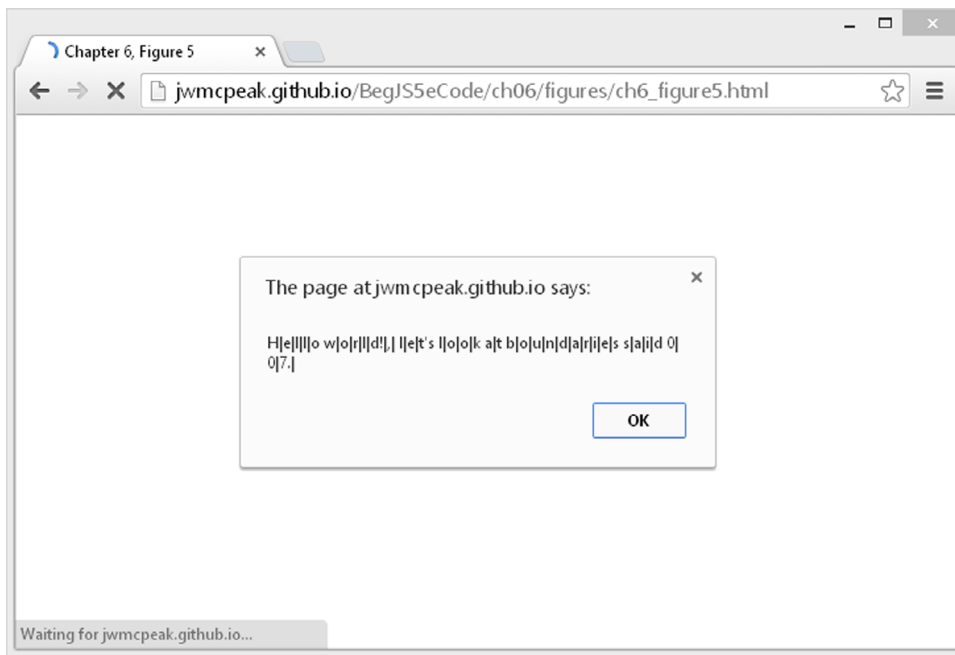 Chapter 6, Figure 5
jwmcpeak.github.io/BegJS5eCode/ch06/figures/ch6_figure5.html
The page at jwmcpeak.github.io says:
H|e|l|l|o w|o|r|l|d!|,| l|e|t's l|o|o|k a|t b|o|u|n|d|a|r|i|e|s s|a|i|d 0|
0|7.|
OK
Waiting for jwmcpeak.github.io...